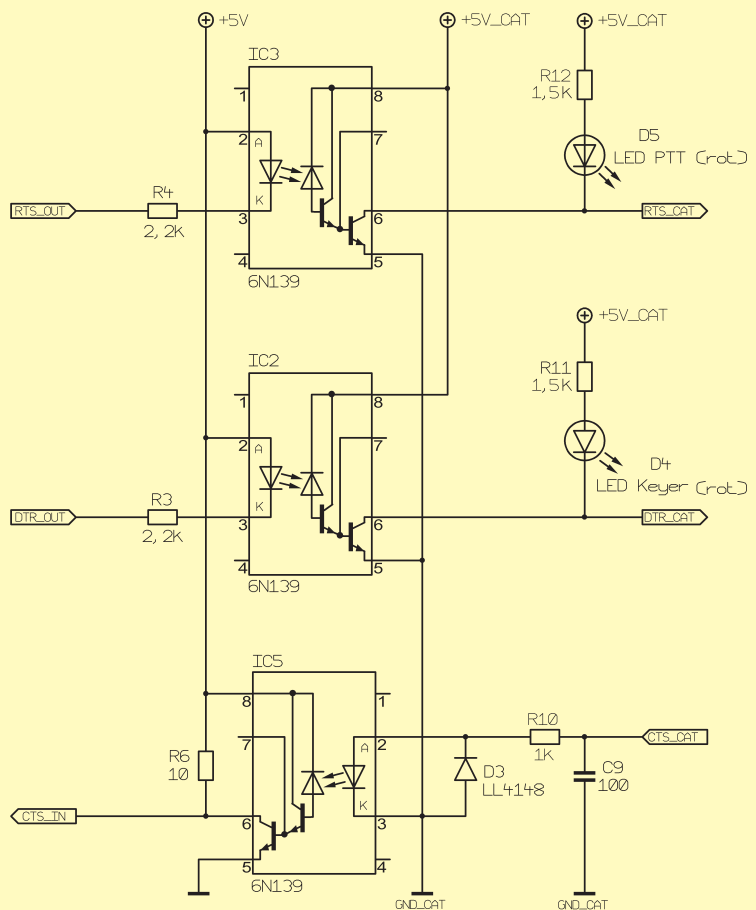 +5V
+5V_CAT
+5V_CAT
IC3
1
8
R12
1,5K
2
A
7
D5
LED PTT (rot)
R4
K
RTS_OUT
3
6
RTS_CAT
2,2K
4
5
6N139
+5V_CAT
IC2
R11
1,5K
1
8
2
A
7
D4
LED Keyer (rot)
R3
K
DTR_OUT
3
6
DTR_CAT
2,2K
4
5
6N139
IC5
8
1
R10
7
2
CTS_CAT
A
1K
R6
10
D3
LL4148
C9
100
K
CTS_IN
6
3
5
4
6N139
GND_CAT
GND_CAT